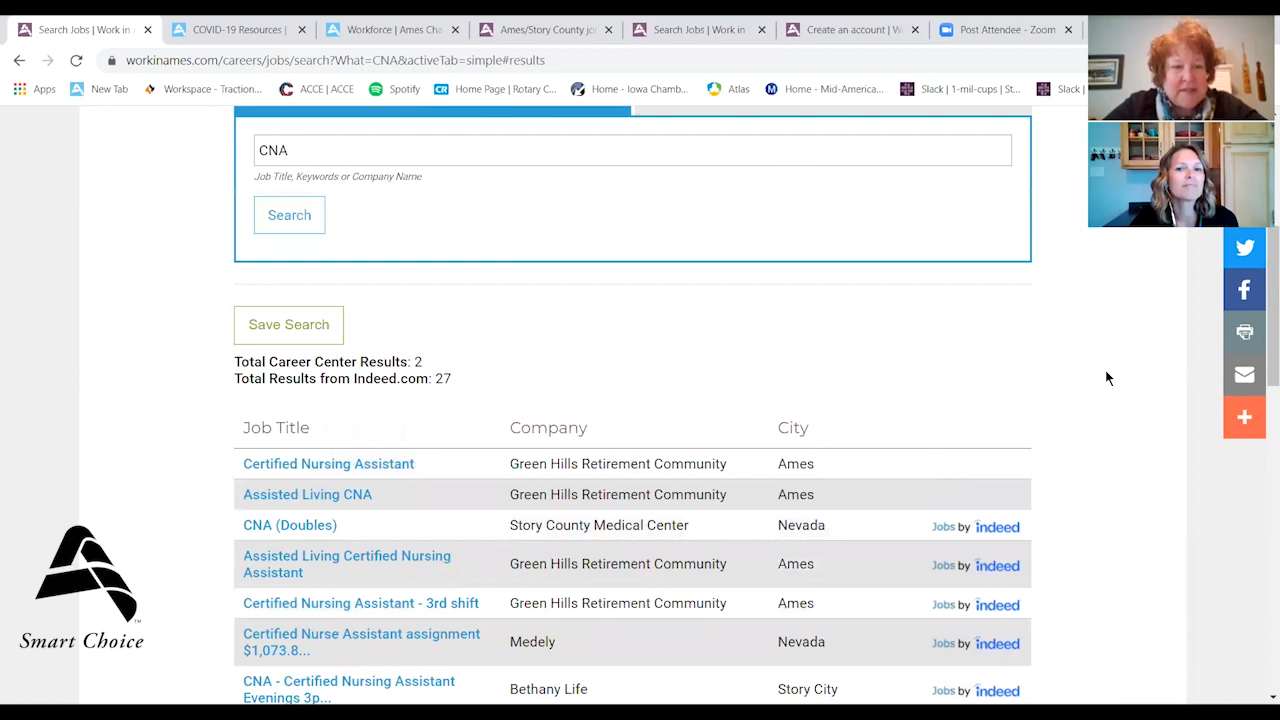 Search Jobs | Work in
COVID-19 Resources |
Workforce | Ames Cha
Ames/Story County jo
Search Jobs | Work in
Create an account | W
Post Attendee - Zoom
workinames.com/careers/jobs/search?What=CNA&activeTab=simple#results
Apps
New Tab
Workspace - Traction...
ACCE | ACCE
Spotify
Home Page | Rotary C...
Home - Iowa Chamb...
Atlas
Home - Mid-America...
Slack | 1-mil-cups | St...
Slack |
CNA
Job Title, Keywords or Company Name
Search
Save Search
Total Career Center Results: 2
Total Results from Indeed.com: 27
Job Title Company City
Certified Nursing Assistant Green Hills Retirement Community Ames
Assisted Living CNA Green Hills Retirement Community Ames
CNA (Doubles) Story County Medical Center Nevada Jobs by indeed
Assisted Living Certified Nursing
Assistant Green Hills Retirement Community Ames Jobs by indeed
Certified Nursing Assistant - 3rd shift Green Hills Retirement Community Ames Jobs by indeed
Certified Nurse Assistant assignment
$1,073.8... Medely Nevada Jobs by indeed
CNA - Certified Nursing Assistant
Evenings 3p... Bethany Life Story City Jobs by indeed
Smart Choice